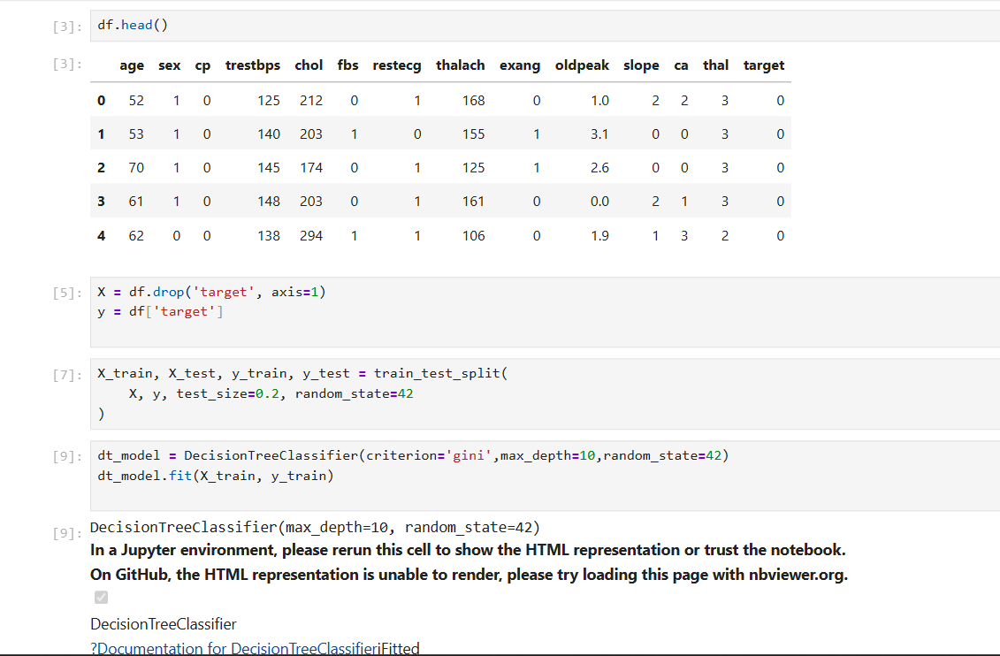 [3]: df.head()
[3]: age sex cp trestbps chol fbs restecg thalach exang oldpeak slope ca thal target
0 52 1 0 125 212 0 1 168 0 1.0 2 2 3 0
1 53 1 0 140 203 1 0 155 1 3.1 0 0 3 0
2 70 1 0 145 174 0 1 125 1 2.6 0 0 3 0
3 61 1 0 148 203 0 1 161 0 0.0 2 1 3 0
4 62 0 0 138 294 1 1 106 0 1.9 1 3 2 0
[5]: X = df.drop('target', axis=1)
y = df['target']
[7]: X_train, X_test, y_train, y_test = train_test_split(
X, y, test_size=0.2, random_state=42
)
[9]: dt_model = DecisionTreeClassifier(criterion='gini',max_depth=10,random_state=42)
dt_model.fit(X_train, y_train)
[9]: DecisionTreeClassifier(max_depth=10, random_state=42)
In a Jupyter environment, please rerun this cell to show the HTML representation or trust the notebook.
On GitHub, the HTML representation is unable to render, please try loading this page with nbviewer.org.
DecisionTreeClassifier
?Documentation for DecisionTreeClassifieriFitted